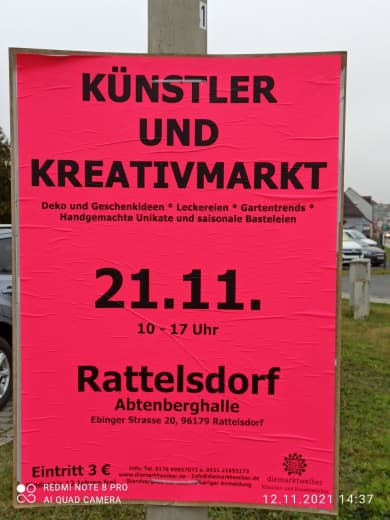 1
KÜNSTLER
UND
KREATIVMARKT
Deko und Geschenkideen * Leckereien * Gartentrends *
Handgemachte Unikate und saisonale Basteleien
21.11.
10 - 17 Uhr
Rattelsdorf
Abtenberghalle
Ebinger Strasse 20, 96179 Rattelsdorf
Eintritt 3 €
diemarktweiber
REDMI NOTE 8 PRO
AI QUAD CAMERA
12.11.2021 14:37